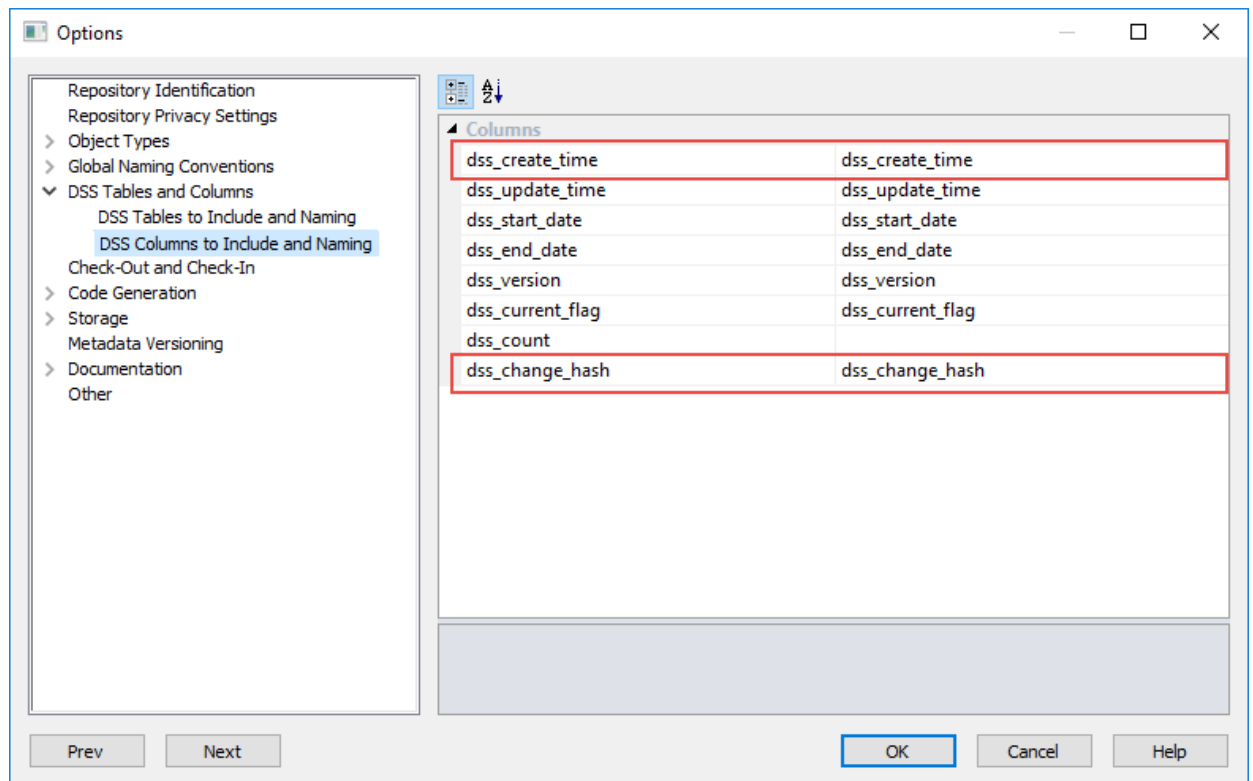 Options
Repository Identification
Repository Privacy Settings
Object Types
Global Naming Conventions
DSS Tables and Columns
DSS Tables to Include and Naming
DSS Columns to Include and Naming
Check-Out and Check-In
Code Generation
Storage
Metadata Versioning
Documentation
Other
AZ
Columns
dss_create_time dss_create_time
dss_update_time dss_update_time
dss_start_date dss_start_date
dss_end_date dss_end_date
dss_version dss_version
dss_current_flag dss_current_flag
dss_count
dss_change_hash dss_change_hash
Prev Next OK Cancel Help